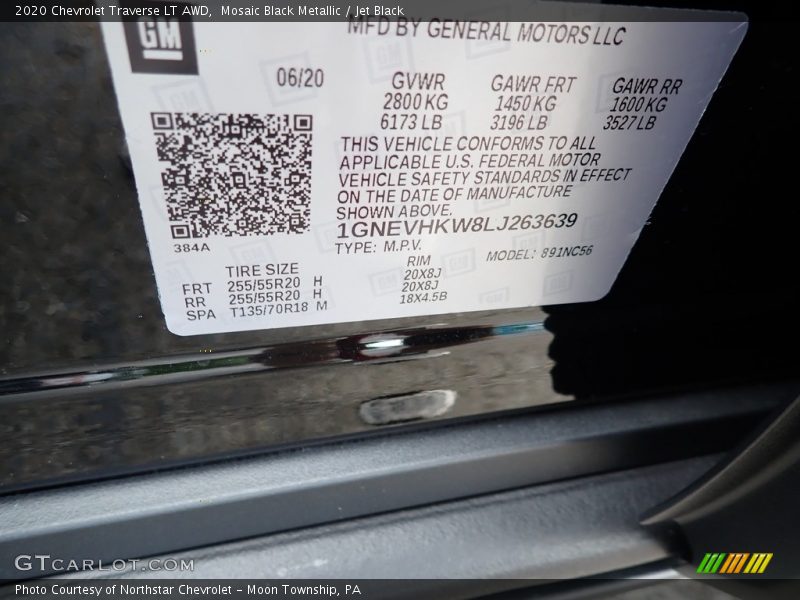 2020 Chevrolet Traverse LT AWD, Mosaic Black Metallic / Jet Black
GM
MFD BY GENERAL MOTORS LLC
06/20
GVWR GAWR FRT GAWR RR
2800 KG 1450 KG 1600 KG
6173 LB 3196 LB 3527 LB
THIS VEHICLE CONFORMS TO ALL
APPLICABLE U.S. FEDERAL MOTOR
VEHICLE SAFETY STANDARDS IN EFFECT
ON THE DATE OF MANUFACTURE
SHOWN ABOVE.
1GNEVHKW8LJ263639
TYPE: M.P.V. MODEL: 891NC56
384A
TIRE SIZE RIM
FRT 255/55R20 H 20X8J
RR 255/55R20 H 20X8J
SPA T135/70R18 M 18X4.5B
GTCARLOT.COM
Photo Courtesy of Northstar Chevrolet - Moon Township, PA